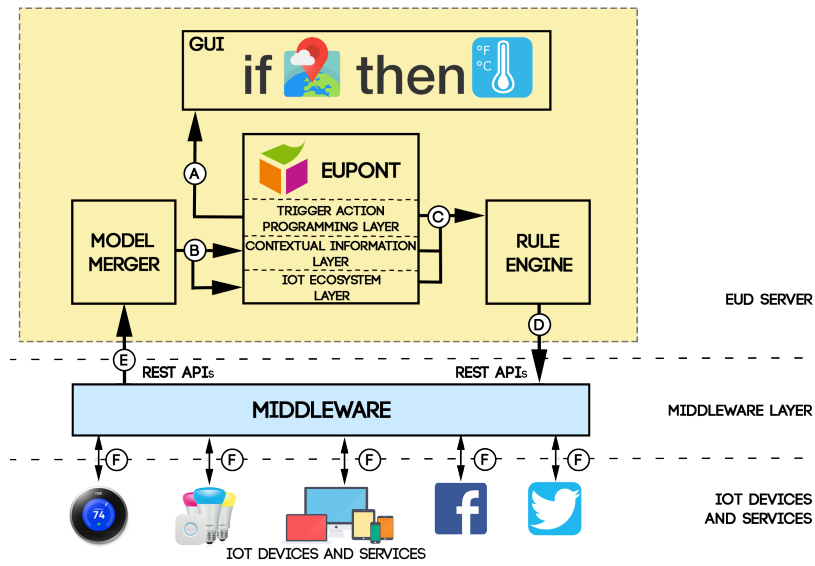 GUI
if then
°F
°C
A
EUPONT
TRIGGER ACTION
PROGRAMMING LAYER
C
MODEL
MERGER
B
CONTEXTUAL INFORMATION
LAYER
IOT ECOSYSTEM
LAYER
RULE
ENGINE
EUD SERVER
D
E
REST APIs
REST APIs
MIDDLEWARE
MIDDLEWARE LAYER
F
F
F
F
F
74
IOT DEVICES
AND SERVICES
IOT DEVICES AND SERVICES